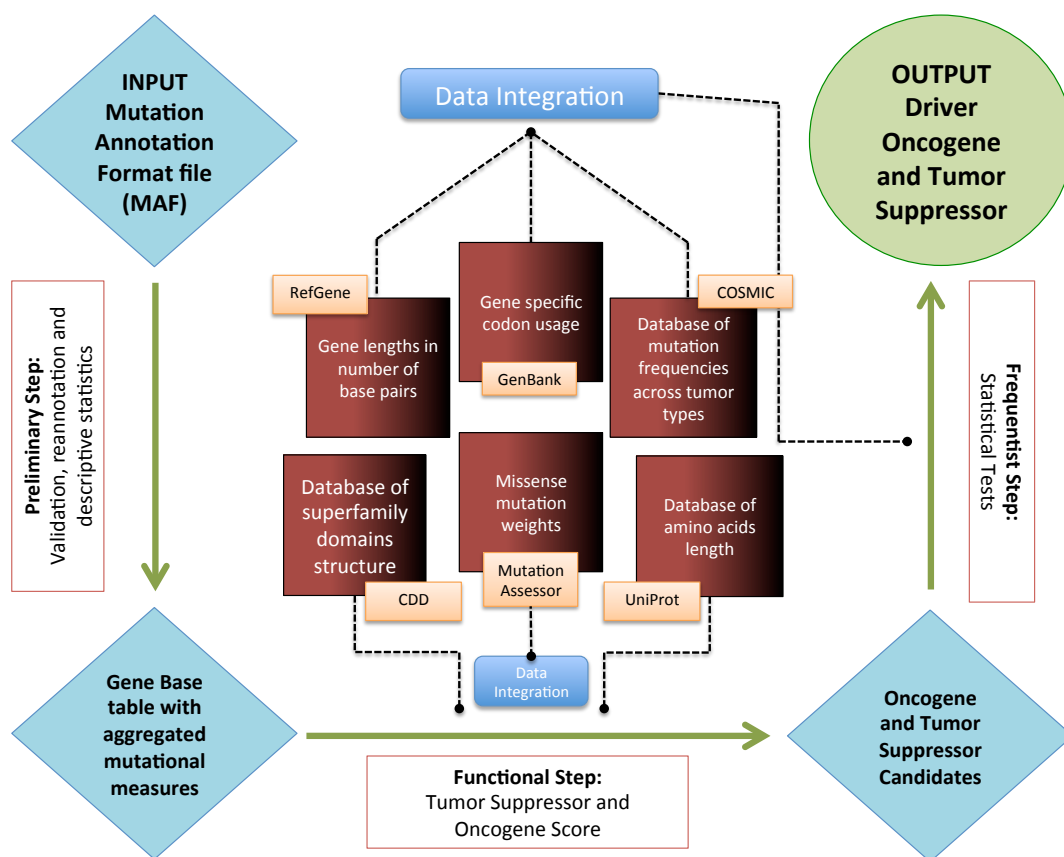 INPUT
Mutation
Annotation
Format file
(MAF)
Data Integration
OUTPUT
Driver
Oncogene
and Tumor
Suppressor
Preliminary Step:
Validation, reannotation and
descriptive statistics
RefGene
Gene lengths in
number of
base pairs
Gene specific
codon usage
GenBank
COSMIC
Database of
mutation
frequencies
across tumor
types
Frequentist Step:
Statistical Tests
Database of
superfamily
domains
structure
CDD
Missense
mutation
weights
Mutation
Assessor
Database of
amino acids
length
UniProt
Data
Integration
Gene Base
table with
aggregated
mutational
measures
Functional Step:
Tumor Suppressor and
Oncogene Score
Oncogene
and Tumor
Suppressor
Candidates